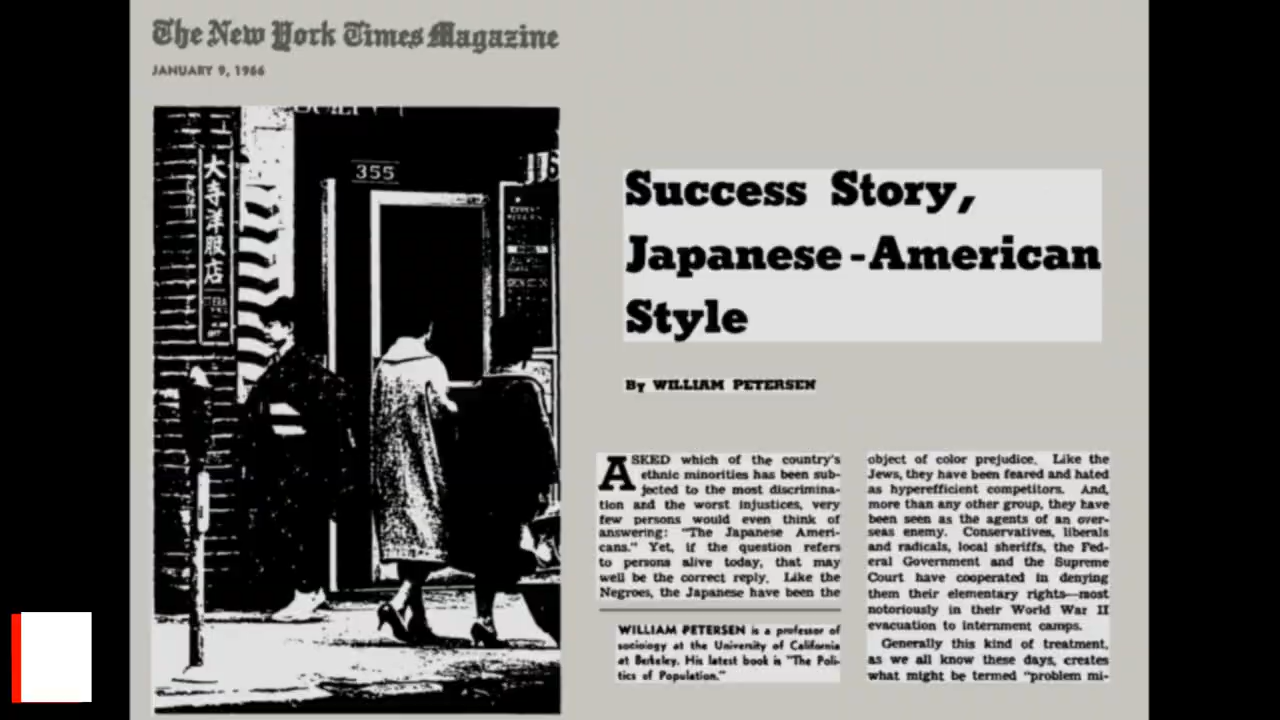 The New York Times Magazine
JANUARY 9, 1966
355
大寺洋服店
Success Story,
Japanese-American
Style
By WILLIAM PETERSEN
ASKED which of the country's
ethnic minorities has been sub-
jected to the most discrimina-
tion and the worst injustices, very
few persons would even think of
answering: "The Japanese Ameri-
cans." Yet, if the question refers
to persons alive today, that may
well be the correct reply. Like the
Negroes, the Japanese have been the
WILLIAM PETERSEN is a professor of
sociology at the University of California
at Berkeley. His latest book is "The Poli-
tics of Population."
object of color prejudice. Like the
Jews, they have been feared and hated
as hyperefficient competitors. And,
more than any other group, they have
been seen as the agents of an over-
seas enemy. Conservatives, liberals
and radicals, local sheriffs, the Fed-
eral Government and the Supreme
Court have cooperated in denying
them their elementary rights—most
notoriously in their World War II
evacuation to internment camps.
Generally this kind of treatment,
as we all know these days, creates
what might be termed "problem mi-